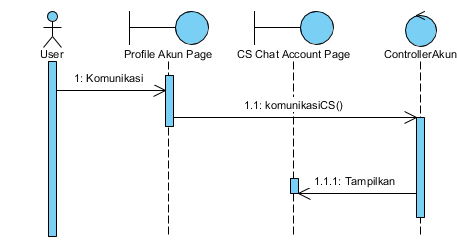 User
Profile Akun Page
CS Chat Account Page
ControllerAkun
1: Komunikasi
1.1: komunikasiCS()
1.1.1: Tampilkan